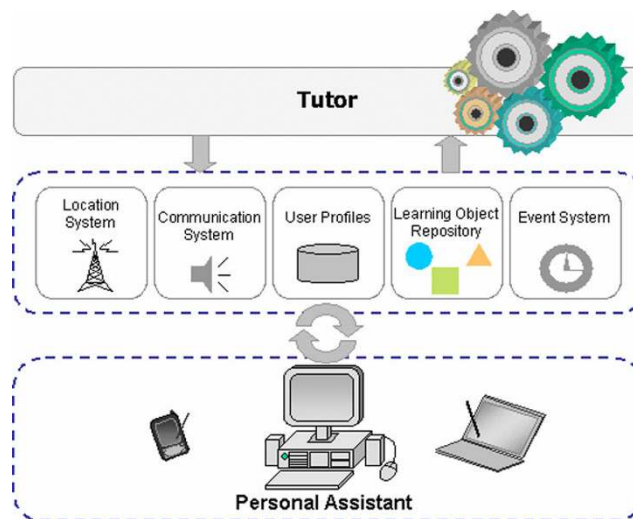 Tutor
Location
System
Communication
System
User Profiles
Learning Object
Repository
Event System
Personal Assistant